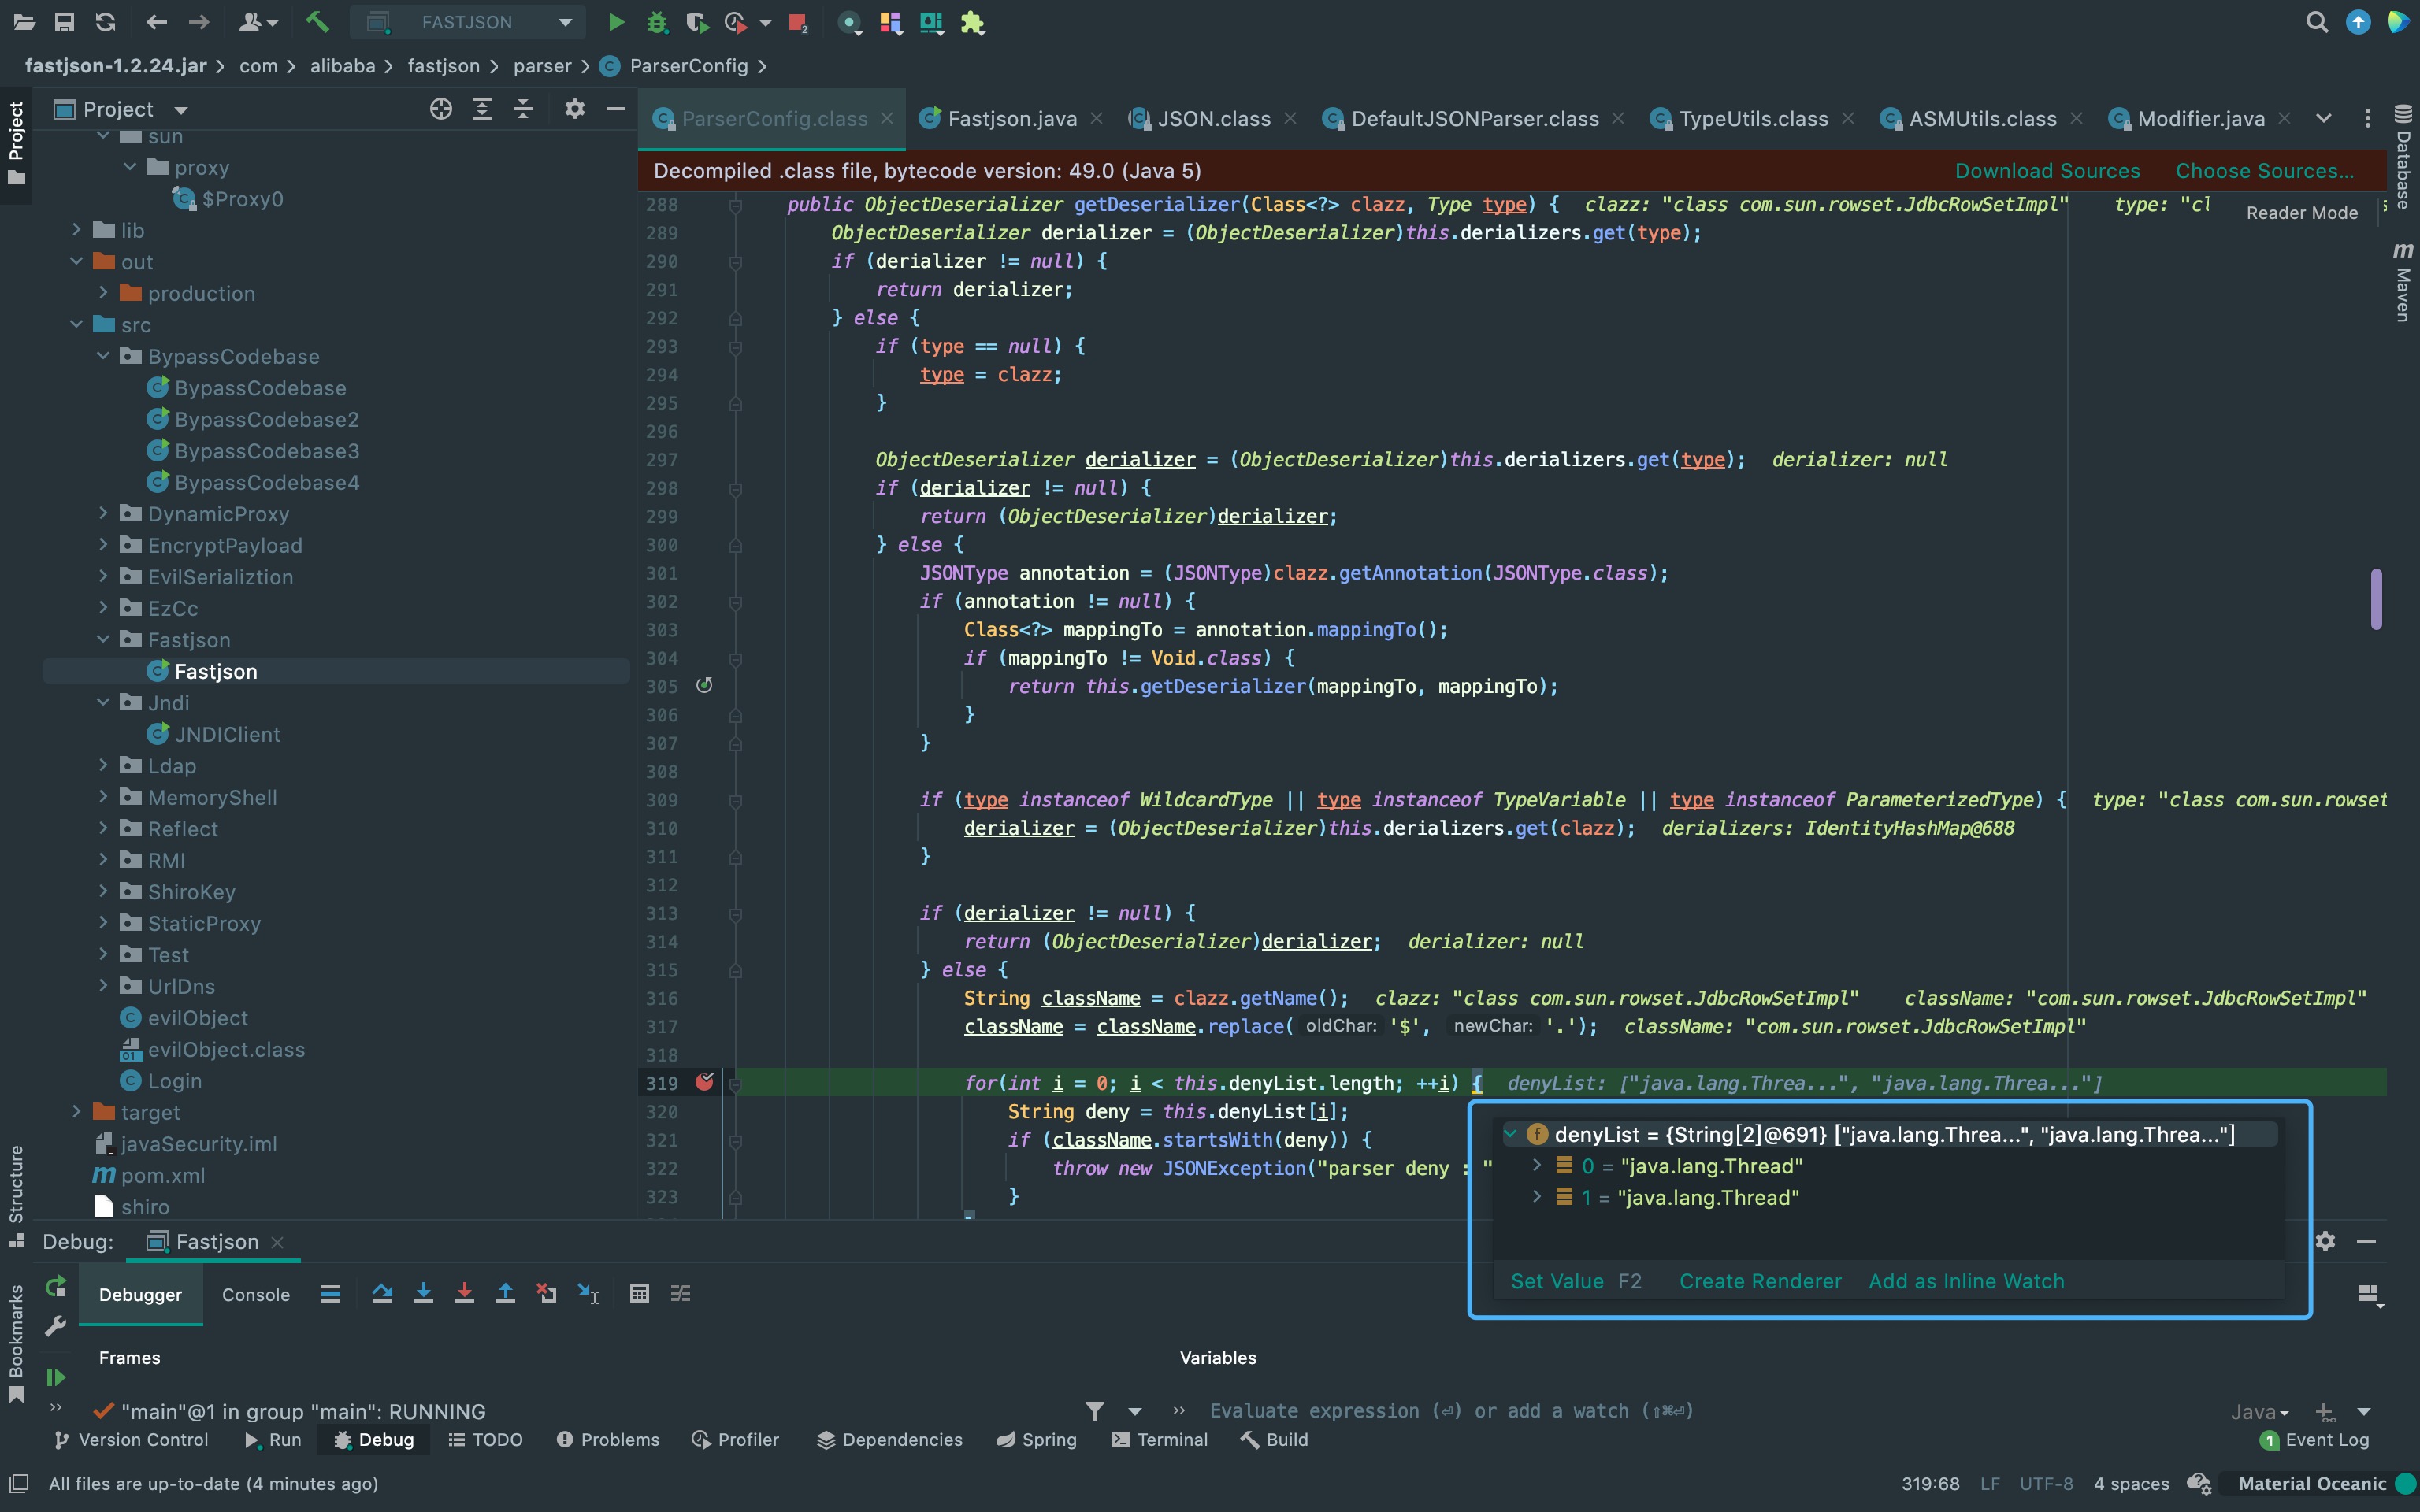 FASTJSON
fastjson-1.2.24.jar > com > alibaba > fastjson > parser > ParserConfig >
Project
Project
ParserConfig.class
Fastjson.java
JSON.class
DefaultJSONParser.class
TypeUtils.class
ASMUtils.class
Modifier.java
Database
Maven
Decompiled .class file, bytecode version: 49.0 (Java 5)
Download Sources
Choose Sources...
Reader Mode
sun
proxy
$Proxy0
lib
out
production
src
BypassCodebase
BypassCodebase
BypassCodebase2
BypassCodebase3
BypassCodebase4
DynamicProxy
EncryptPayload
EvilSerializtion
EzCc
Fastjson
Fastjson
Jndi
JNDIClient
Ldap
MemoryShell
Reflect
RMI
ShiroKey
StaticProxy
Test
UrlDns
evilObject
evilObject.class
Login
target
javaSecurity.iml
pom.xml
shiro
288 public ObjectDeserializer getDeserializer(Class<?> clazz, Type type) { clazz: "class com.sun.rowset.JdbcRowSetImpl" type: "cl
289 ObjectDeserializer derializer = (ObjectDeserializer)this.derializers.get(type);
290 if (derializer != null) {
291 return derializer;
292 } else {
293 if (type == null) {
294 type = clazz;
295 }
296
297 ObjectDeserializer derializer = (ObjectDeserializer)this.derializers.get(type); derializer: null
298 if (derializer != null) {
299 return (ObjectDeserializer)derializer;
300 } else {
301 JSONType annotation = (JSONType)clazz.getAnnotation(JSONType.class);
302 if (annotation != null) {
303 Class<?> mappingTo = annotation.mappingTo();
304 if (mappingTo != Void.class) {
305 return this.getDeserializer(mappingTo, mappingTo);
306 }
307 }
308
309 if (type instanceof WildcardType || type instanceof TypeVariable || type instanceof ParameterizedType) { type: "class com.sun.rowset
310 derializer = (ObjectDeserializer)this.derializers.get(clazz); derializers: IdentityHashMap@688
311 }
312
313 if (derializer != null) {
314 return (ObjectDeserializer)derializer; derializer: null
315 } else {
316 String className = clazz.getName(); clazz: "class com.sun.rowset.JdbcRowSetImpl" className: "com.sun.rowset.JdbcRowSetImpl"
317 className = className.replace( oldChar: '$', newChar: '.'); className: "com.sun.rowset.JdbcRowSetImpl"
318
319 for(int i = 0; i < this.denyList.length; ++i) { denyList: ["java.lang.Threa...", "java.lang.Threa..."]
320 String deny = this.denyList[i];
321 if (className.startsWith(deny)) {
322 throw new JSONException("parser deny : "
323 }
denyList = {String[2]@691} ["java.lang.Threa...", "java.lang.Threa..."]
0 = "java.lang.Thread"
1 = "java.lang.Thread"
Set Value F2 Create Renderer Add as Inline Watch
Structure
Bookmarks
Debug: Fastjson
Debugger Console
Frames
Variables
"main"@1 in group "main": RUNNING
Evaluate expression (⏎) or add a watch (⇧⌘⏎)
Java
Version Control Run Debug TODO Problems Profiler Dependencies Spring Terminal Build
1 Event Log
All files are up-to-date (4 minutes ago)
319:68 LF UTF-8 4 spaces Material Oceanic